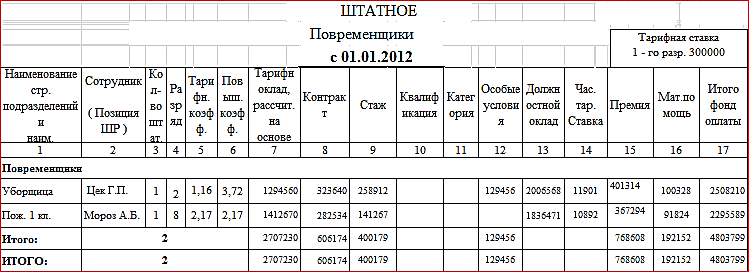 ШТАТНОЕ
Повременщики
с 01.01.2012
Тарифная ставка
1 - го разр. 300000
Наименование стр. подразделений и наим. Сотрудник ( Позиция ШР ) Кол-во шт ат. Разряд Тарифн. коэфф. Повыш. коэфф. Тарифн оклад, рассчит. на основе Контракт Стаж Квалификация Категория Особые условия Должностной оклад Час. тар. Ставка Премия Мат.помощь Итого фонд оплаты
1 2 3 4 5 6 7 8 9 10 11 12 13 14 15 16 17
Повременщики
Уборщица Цек Г.П. 1 2 1,16 3,72 1294560 323640 258912 129456 2006568 11901 401314 100328 2508210
Пож. 1 кл. Мороз А.В. 1 8 2,17 2,17 1412670 282534 141267 1836471 10892 367294 91824 2295589
Итого: 2 2707230 606174 400179 129456 768608 192152 4803799
ИТОГО: 2 2707230 606174 400179 129456 768608 192152 4803799